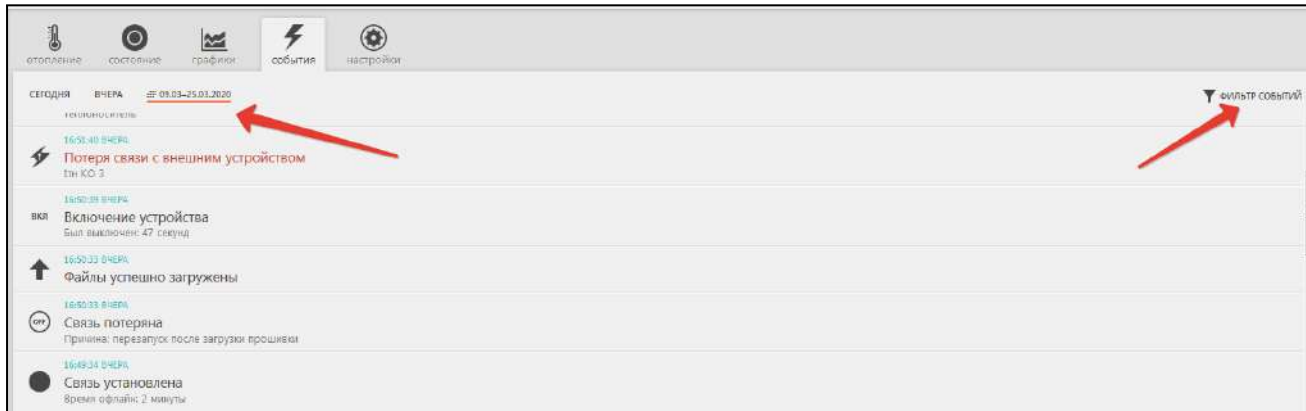 отопление состояние графики события настройки
СЕГОДНЯ ВЧЕРА 09.03–25.03.2020 ФИЛЬТР СОБЫТИЙ
теплоноситель
16:51:40 ВЧЕРА
Потеря связи с внешним устройством
КО 3
16:50:39 ВЧЕРА
ВКЛ Включение устройства
Был выключен: 47 секунд
16:50:33 ВЧЕРА
Файлы успешно загружены
16:50:33 ВЧЕРА
OFF Связь потеряна
Причина: перезапуск после загрузки прошивки
16:49:34 ВЧЕРА
Связь установлена
Время офлайн: 2 минуты